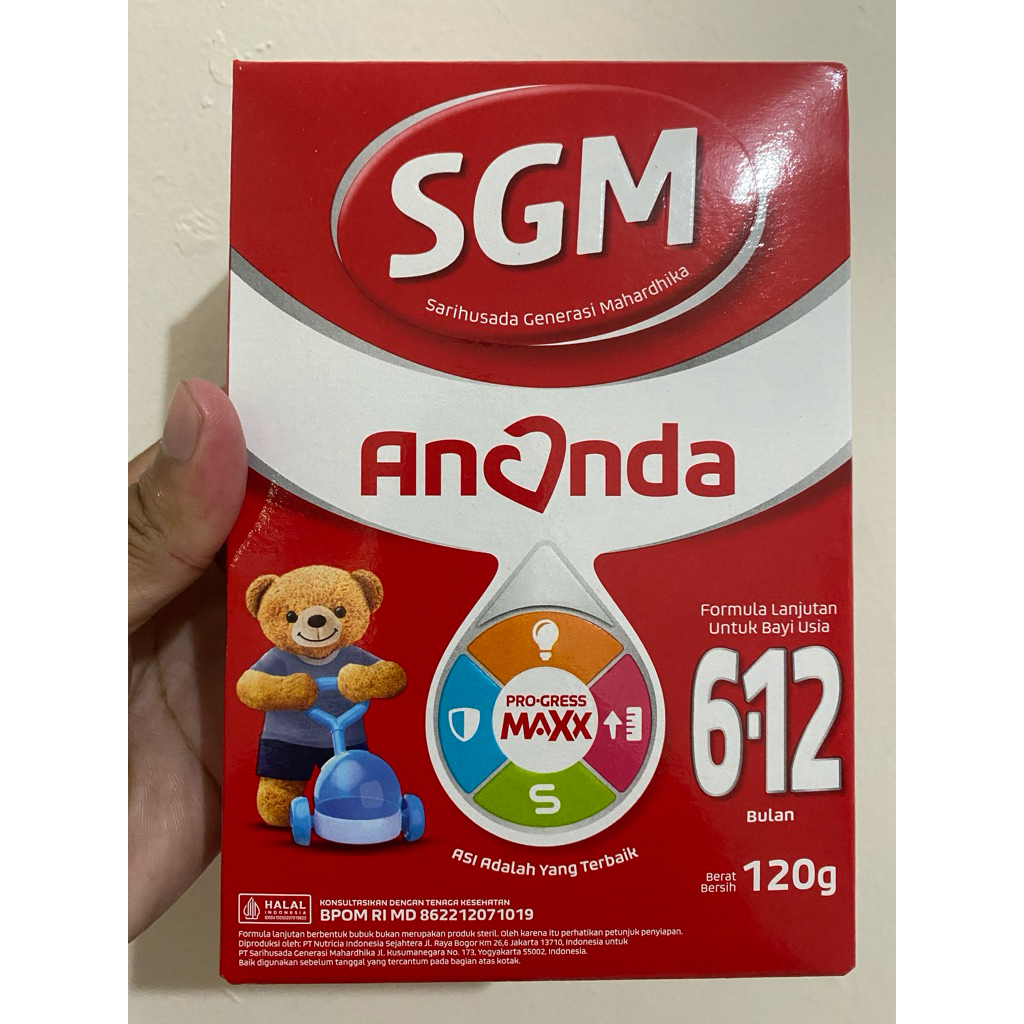 SGM
Sarihusada Generasi Mahardhika
Ananda
Formula Lanjutan
Untuk Bayi Usia
6-12
Bulan
PRO-GRESS
MAXX
S
ASI Adalah Yang Terbaik
Berat
Bersih
120g
HALAL
INDONESIA
KONSULTASIKAN DENGAN TENAGA KESEHATAN
BPOM RI MD 862212071019
Formula lanjutan berbentuk bubuk bukan merupakan produk steril. Oleh karena itu perhatikan petunjuk penyiapan.
Diproduksi oleh: PT Nutricia Indonesia Sejahtera Jl. Raya Bogor Km 26,6 Jakarta 13710, Indonesia untuk
PT Sarihusada Generasi Mahardhika Jl. Kusumanegara No. 173, Yogyakarta 55002, Indonesia.
Baik digunakan sebelum tanggal yang tercantum pada bagian atas kotak.